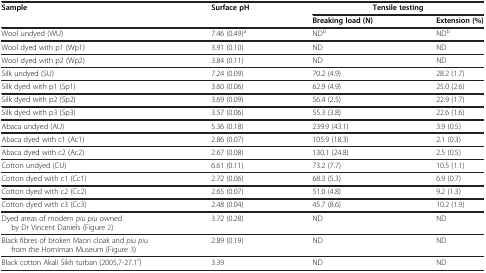 Sample Surface pH Tensile testing
Breaking load (N) Extension (%)
Wool undyed (WU) 7.46 (0.49)a NDb NDb
Wool dyed with p1 (Wp1) 3.91 (0.10) ND ND
Wool dyed with p2 (Wp2) 3.84 (0.11) ND ND
Silk undyed (SU) 7.24 (0.09) 70.2 (4.9) 28.2 (1.7)
Silk dyed with p1 (Sp1) 3.60 (0.06) 62.9 (4.9) 25.0 (2.6)
Silk dyed with p2 (Sp2) 3.69 (0.09) 56.4 (2.5) 22.9 (1.7)
Silk dyed with p3 (Sp3) 3.57 (0.06) 55.3 (3.8) 22.6 (1.6)
Abaca undyed (AU) 5.36 (0.18) 239.9 (43.1) 3.9 (0.5)
Abaca dyed with c1 (Ac1) 2.86 (0.07) 105.9 (18.3) 2.1 (0.3)
Abaca dyed with c2 (Ac2) 2.67 (0.08) 130.1 (24.8) 2.5 (0.5)
Cotton undyed (CU) 6.61 (0.11) 73.2 (7.7) 10.5 (1.1)
Cotton dyed with c1 (Cc1) 2.72 (0.06) 68.3 (5.3) 6.9 (0.7)
Cotton dyed with c2 (Cc2) 2.65 (0.07) 51.0 (4.8) 9.2 (1.3)
Cotton dyed with c3 (Cc3) 2.48 (0.04) 45.7 (8.6) 10.2 (1.9)
Dyed areas of modern piu piu owned 3.72 (0.28) ND ND
by Dr Vincent Daniels (Figure 2)
Black fibres of broken Maori cloak and piu piu 2.89 (0.19) ND ND
from the Horniman Museum (Figure 3)
Black cotton Akali Sikh turban (2005,7-27.1c) 3.39 ND ND